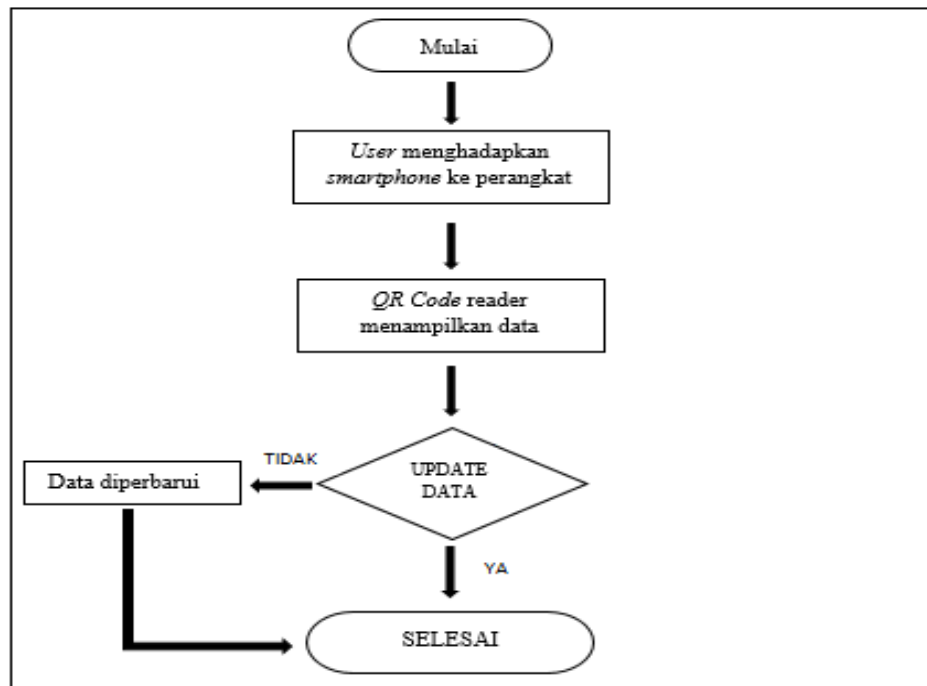 Mulai
User menghadapkan
smartphone ke perangkat
QR Code reader
menampilkan data
TIDAK
UPDATE
DATA
Data diperbarui
YA
SELESAI